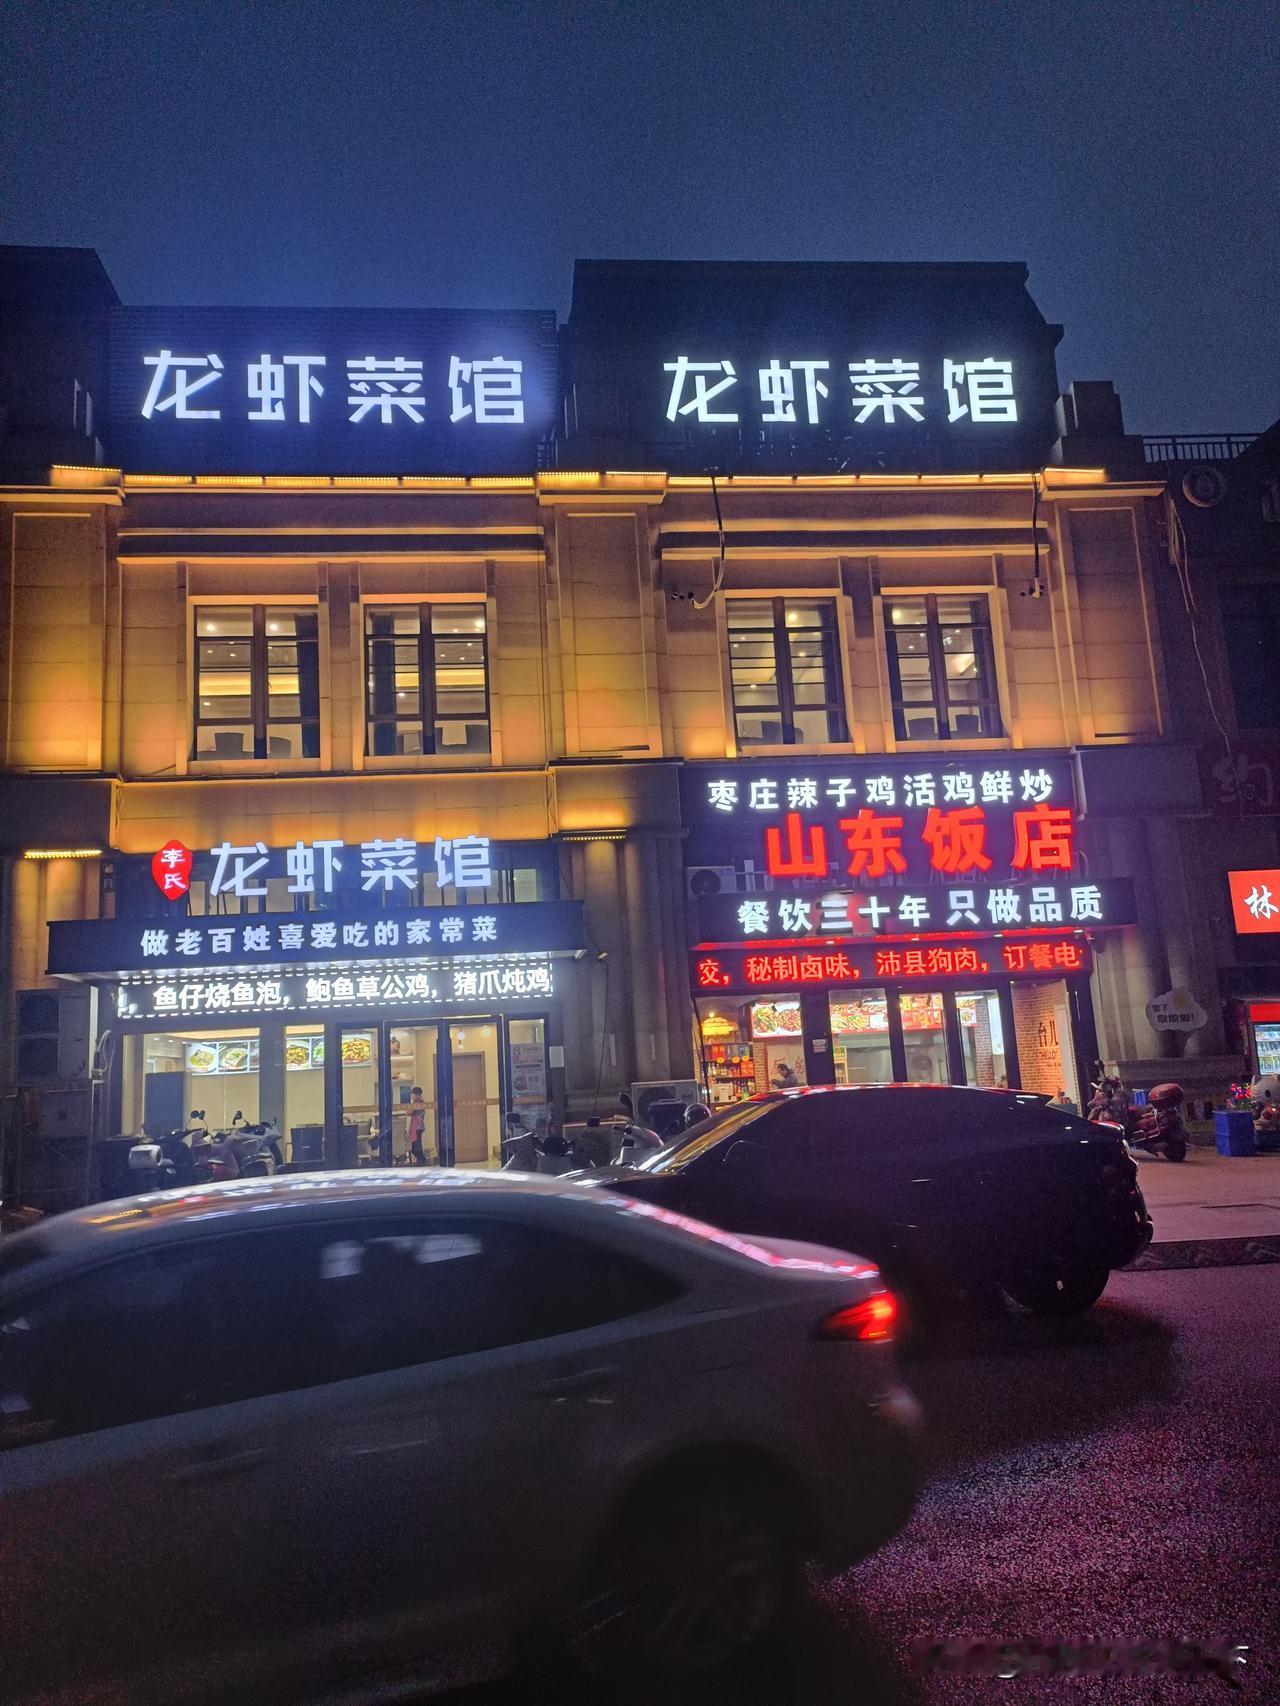 龙虾菜馆
龙虾菜馆
枣庄辣子鸡活鸡鲜炒
山东饭店
李氏
龙虾菜馆
餐饮三十年 只做品质
做老百姓喜爱吃的家常菜
，秘制卤味，沛县狗肉，订餐电
，鱼仔烧鱼泡，鲍鱼草公鸡，猪爪炖鸡
林
台儿